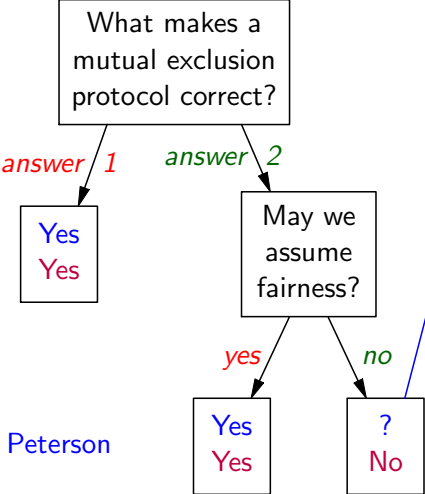 What makes a
mutual exclusion
protocol correct?
answer 1
answer 2
Yes
Yes
May we
assume
fairness?
yes
no
Peterson
Yes
Yes
?
No